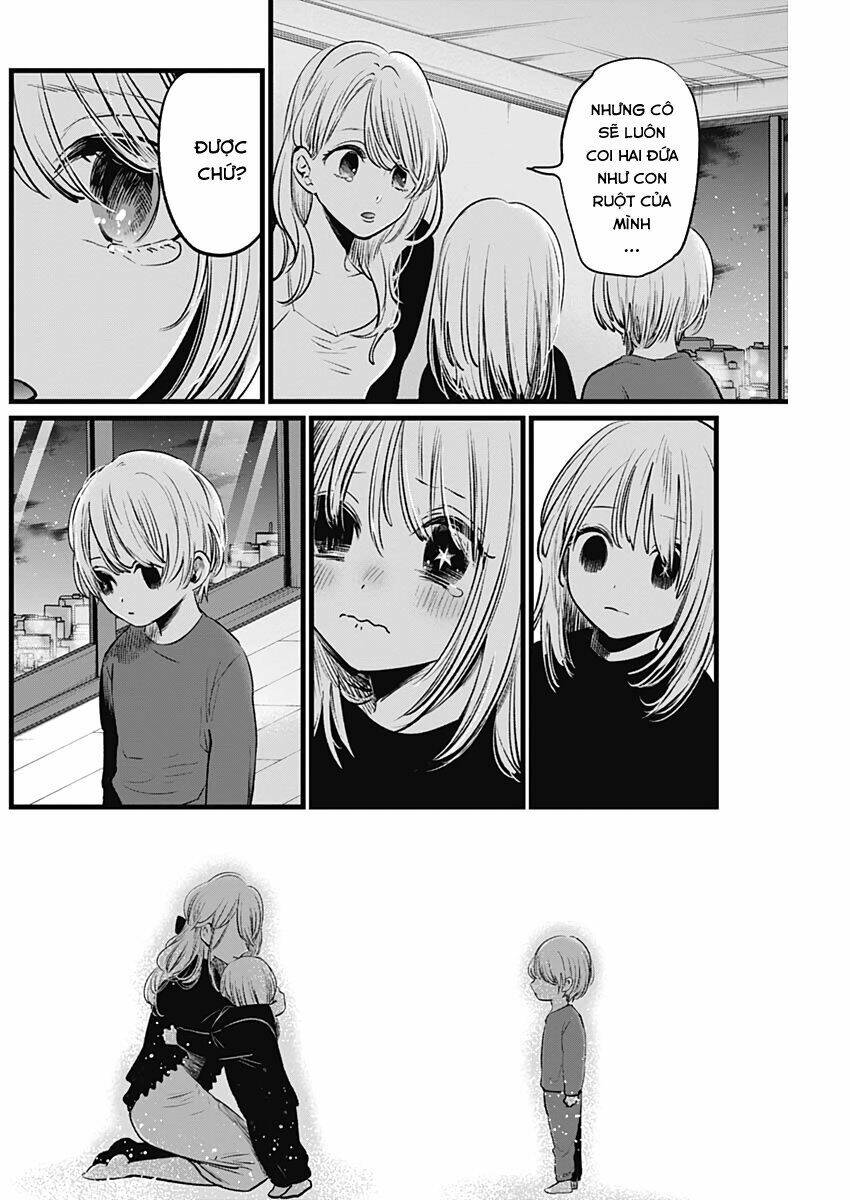 NHƯNG CÔ
SẼ LUÔN
COI HAI ĐỨA
NHƯ CON
RUỘT CỦA
MÌNH
...
ĐƯỢC
CHỨ?